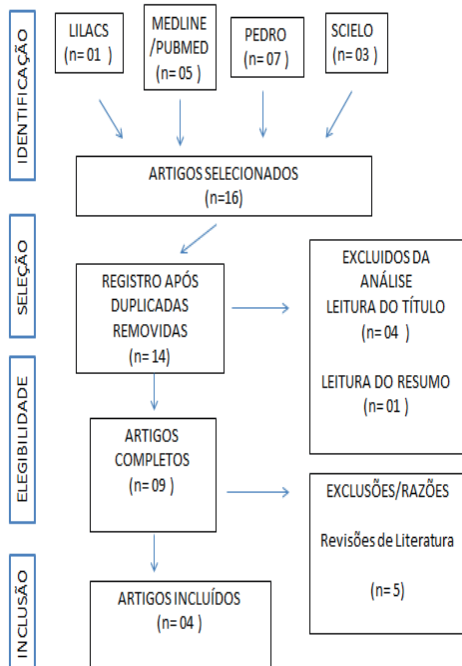 IDENTIFICAÇÃO
LILACS
(n= 01 )
MEDLINE
/PUBMED
(n= 05)
PEDRO
(n= 07 )
SCIELO
(n= 03)
ARTIGOS SELECIONADOS
(n=16)
SELEÇÃO
REGISTRO APÓS
DUPLICADAS
REMOVIDAS
(n= 14)
EXCLUIDOS DA
ANÁLISE
LEITURA DO TÍTULO
(n= 04 )
LEITURA DO RESUMO
(n= 01 )
ELEGIBILIDADE
ARTIGOS
COMPLETOS
(n= 09 )
EXCLUSÕES/RAZÕES
Revisões de Literatura
(n= 5)
INCLUSÃO
ARTIGOS INCLUÍDOS
(n= 04 )